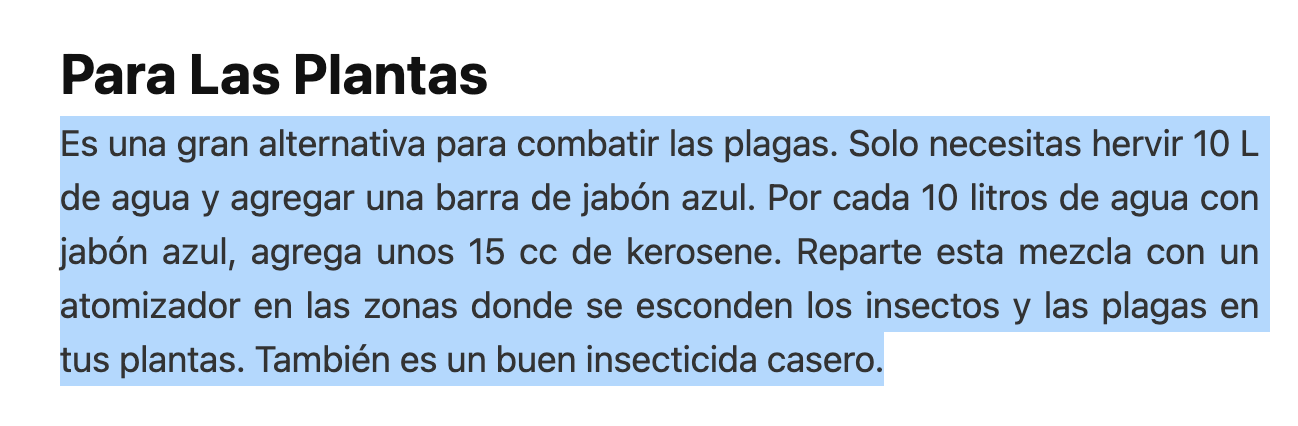 Para Las Plantas
Es una gran alternativa para combatir las plagas. Solo necesitas hervir 10 L
de agua y agregar una barra de jabón azul. Por cada 10 litros de agua con
jabón azul, agrega unos 15 cc de kerosene. Reparte esta mezcla con un
atomizador en las zonas donde se esconden los insectos y las plagas en
tus plantas. También es un buen insecticida casero.